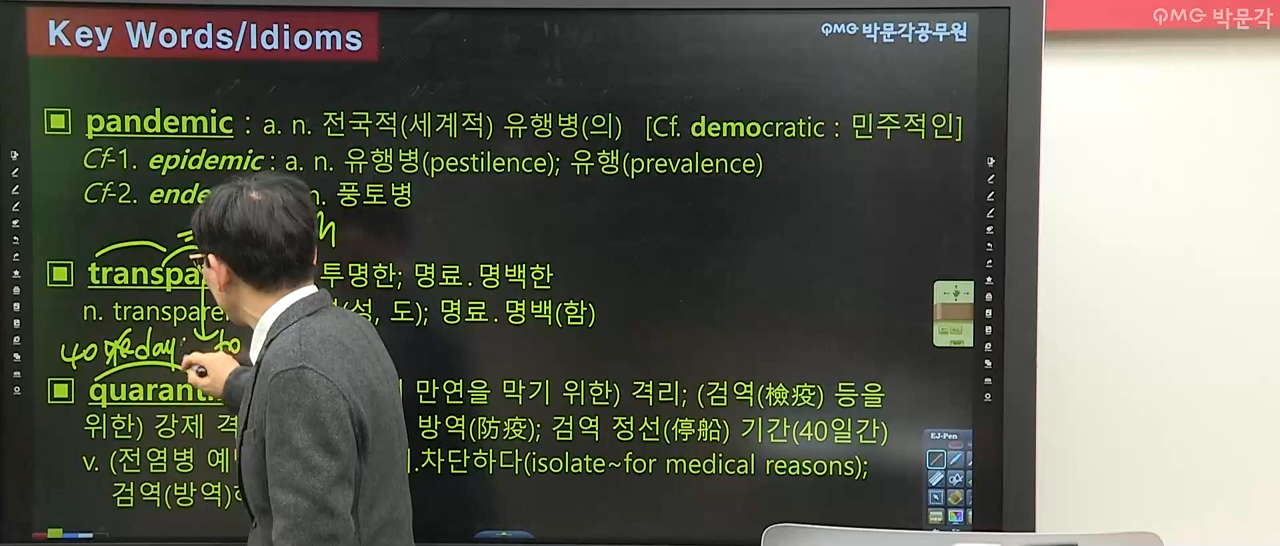 Key Words/Idioms
QMG 박문각공무원
QMG 박문각
▣ pandemic : a. n. 전국적(세계적) 유행병(의) [Cf. democratic : 민주적인]
Cf-1. epidemic : a. n. 유행병(pestilence); 유행(prevalence)
Cf-2. ende n. 풍토병
▣ transpa 투명한; 명료.명백한
n. transpare (성, 도); 명료.명백(함)
40 day:
▣ quarant 만연을 막기 위한) 격리; (검역(檢疫) 등을
위한) 강제 격 방역(防疫); 검역 정선(停船) 기간(40일간)
v. (전염병 예 .차단하다(isolate~for medical reasons);
검역(방역)
EJ-Pen